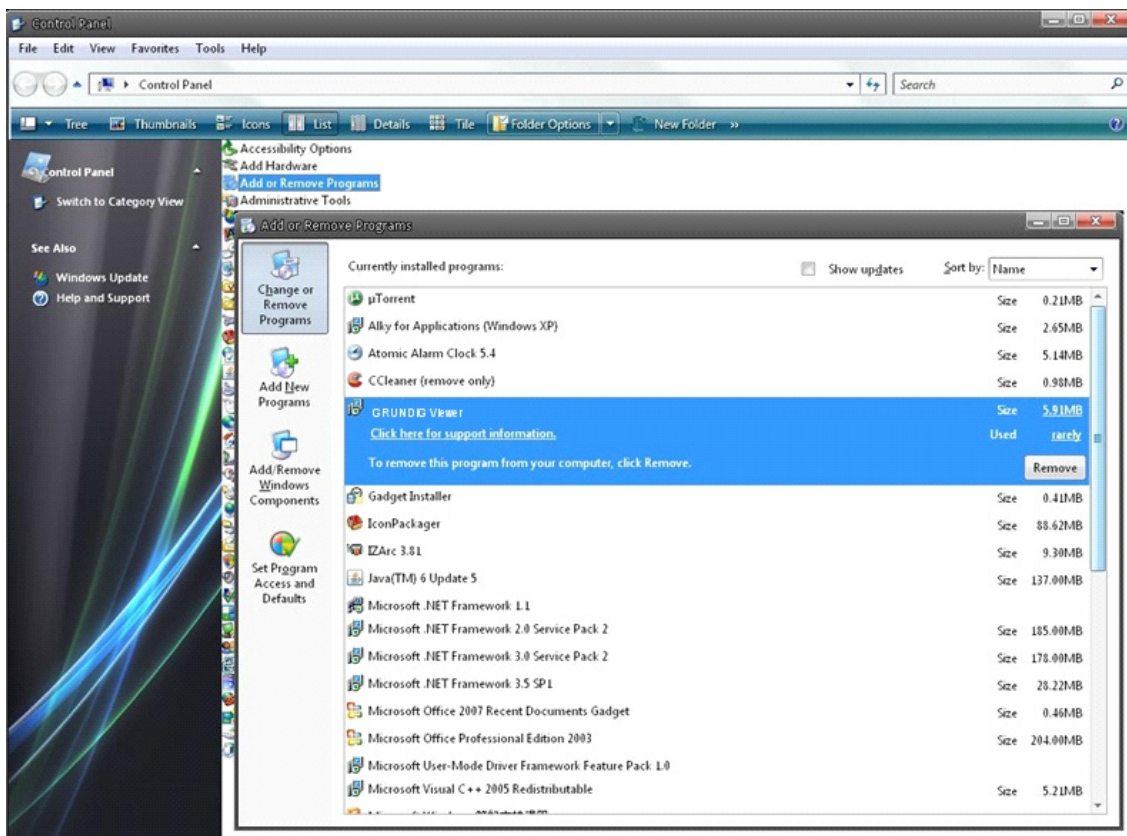 Control Panel
File Edit View Favorites Tools Help
Control Panel
Search
Tree Thumbnails Icons List Details Tile Folder Options New Folder »
Control Panel
Switch to Category View
See Also
Windows Update
Help and Support
Accessibility Options
Add Hardware
Add or Remove Programs
Administrative Tools
Add or Remove Programs
Change or
Remove
Programs
Add New
Programs
Add/Remove
Windows
Components
Set Program
Access and
Defaults
Currently installed programs: Show updates Sort by: Name
µTorrent Size 0.21MB
Alky for Applications (Windows XP) Size 2.65MB
Atomic Alarm Clock 5.4 Size 5.14MB
CCleaner (remove only) Size 0.98MB
GRUNDIG Viewer Size 5.91MB
Click here for support information. Used rarely
To remove this program from your computer, click Remove. Remove
Gadget Installer Size 0.41MB
IconPackager Size 88.62MB
IZArc 3.81 Size 9.30MB
Java(TM) 6 Update 5 Size 137.00MB
Microsoft .NET Framework 1.1
Microsoft .NET Framework 2.0 Service Pack 2 Size 185.00MB
Microsoft .NET Framework 3.0 Service Pack 2 Size 178.00MB
Microsoft .NET Framework 3.5 SP1 Size 28.22MB
Microsoft Office 2007 Recent Documents Gadget Size 0.46MB
Microsoft Office Professional Edition 2003 Size 204.00MB
Microsoft User-Mode Driver Framework Feature Pack 1.0
Microsoft Visual C++ 2005 Redistributable Size 5.21MB